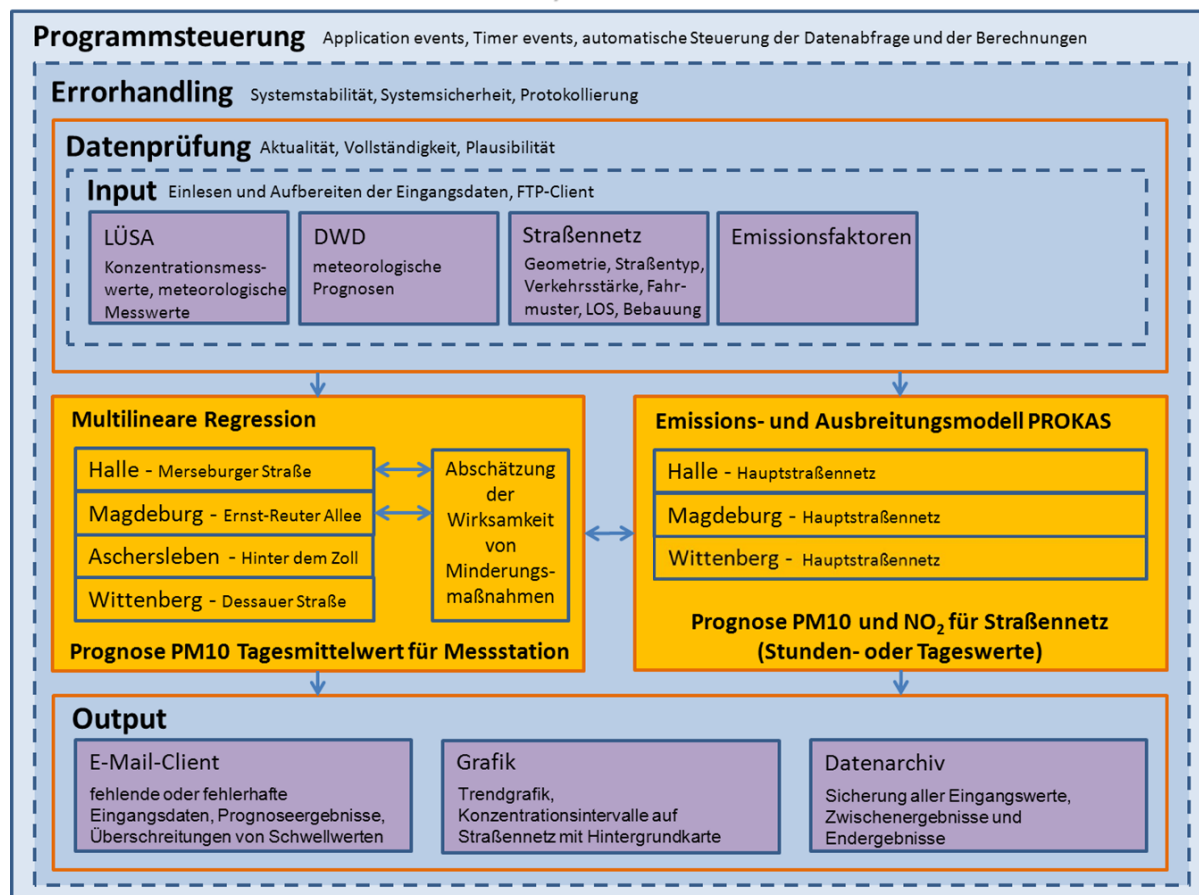 Programmsteuerung Application events, Timer events, automatische Steuerung der Datenabfrage und der Berechnungen
Errorhandling Systemstabilität, Systemsicherheit, Protokollierung
Datenprüfung Aktualität, Vollständigkeit, Plausibilität
Input Einlesen und Aufbereiten der Eingangsdaten, FTP-Client
LÜSA
Konzentrationsmess-
werte, meteorologische
Messwerte
DWD
meteorologische
Prognosen
Straßennetz
Geometrie, Straßentyp,
Verkehrsstärke, Fahr-
muster, LOS, Bebauung
Emissionsfaktoren
Multilineare Regression
Halle - Merseburger Straße
Magdeburg - Ernst-Reuter Allee
Aschersleben - Hinter dem Zoll
Wittenberg - Dessauer Straße
Abschätzung
der
Wirksamkeit
von
Minderungs-
maßnahmen
Prognose PM10 Tagesmittelwert für Messstation
Emissions- und Ausbreitungsmodell PROKAS
Halle - Hauptstraßennetz
Magdeburg - Hauptstraßennetz
Wittenberg - Hauptstraßennetz
Prognose PM10 und NO₂ für Straßennetz
(Stunden- oder Tageswerte)
Output
E-Mail-Client
fehlende oder fehlerhafte
Eingangsdaten, Prognoseergebnisse,
Überschreitungen von Schwellwerten
Grafik
Trendgrafik,
Konzentrationsintervalle auf
Straßennetz mit Hintergrundkarte
Datenarchiv
Sicherung aller Eingangswerte,
Zwischenergebnisse und
Endergebnisse